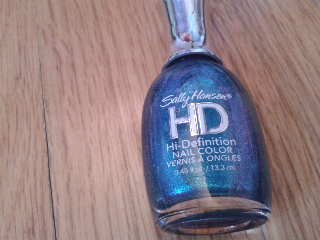 Sally Hansen®
HD
Hi-Definition
NAIL COLOR
VERNIS À ONGLES
0.45 fl oz / 13.3 mL